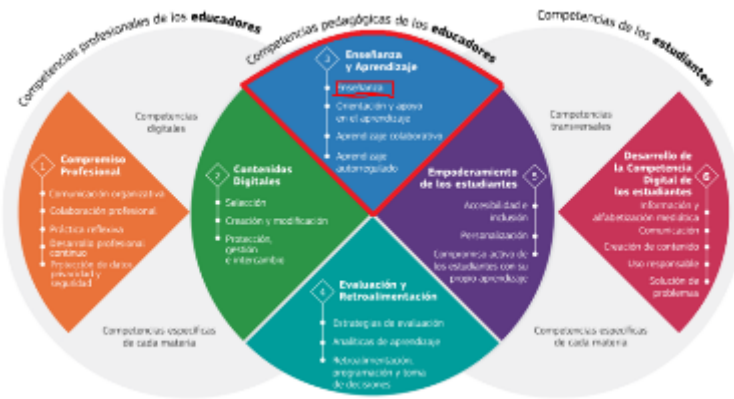 Competencias profesionales de los educadores
Competencias pedagógicas de los educadores
Competencias de los estudiantes
Competencias
digitales
1
Compromiso
Profesional
Comunicación organizativa
Colaboración profesional
Práctica reflexiva
Desarrollo profesional
continuo
Protección de datos,
privacidad y
seguridad
Competencias específicas
de cada materia
2
Contenidos
Digitales
Selección
Creación y modificación
Protección,
gestión
e intercambio
3
Enseñanza
y Aprendizaje
Enseñanza
Orientación y apoyo
en el aprendizaje
Aprendizaje colaborativo
Aprendizaje
autorregulado
4
Evaluación y
Retroalimentación
Estrategias de evaluación
Analíticas de aprendizaje
Retroalimentación,
programación y toma
de decisiones
5
Empoderamiento
de los estudiantes
Accesibilidad e
inclusión
Personalización
Compromiso activo de
los estudiantes con su
propio aprendizaje
Competencias
transversales
6
Desarrollo de
la Competencia
Digital de
los estudiantes
Información y
alfabetización mediática
Comunicación
Creación de contenido
Uso responsable
Solución de
problemas
Competencias específicas
de cada materia